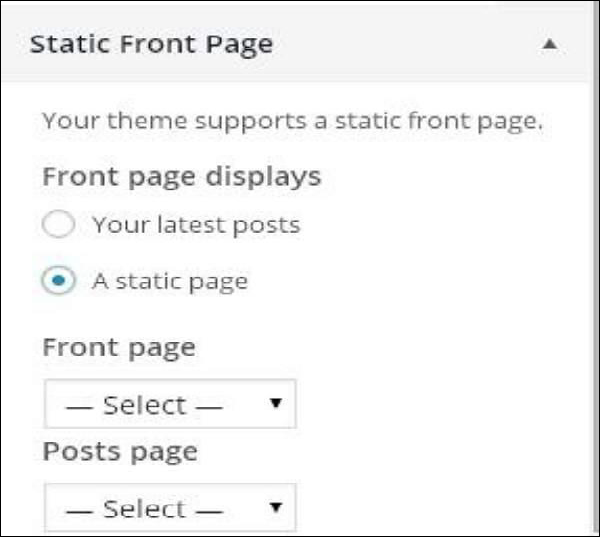 Static Front Page
Your theme supports a static front page.
Front page displays
Your latest posts
A static page
Front page
— Select —
Posts page
— Select —